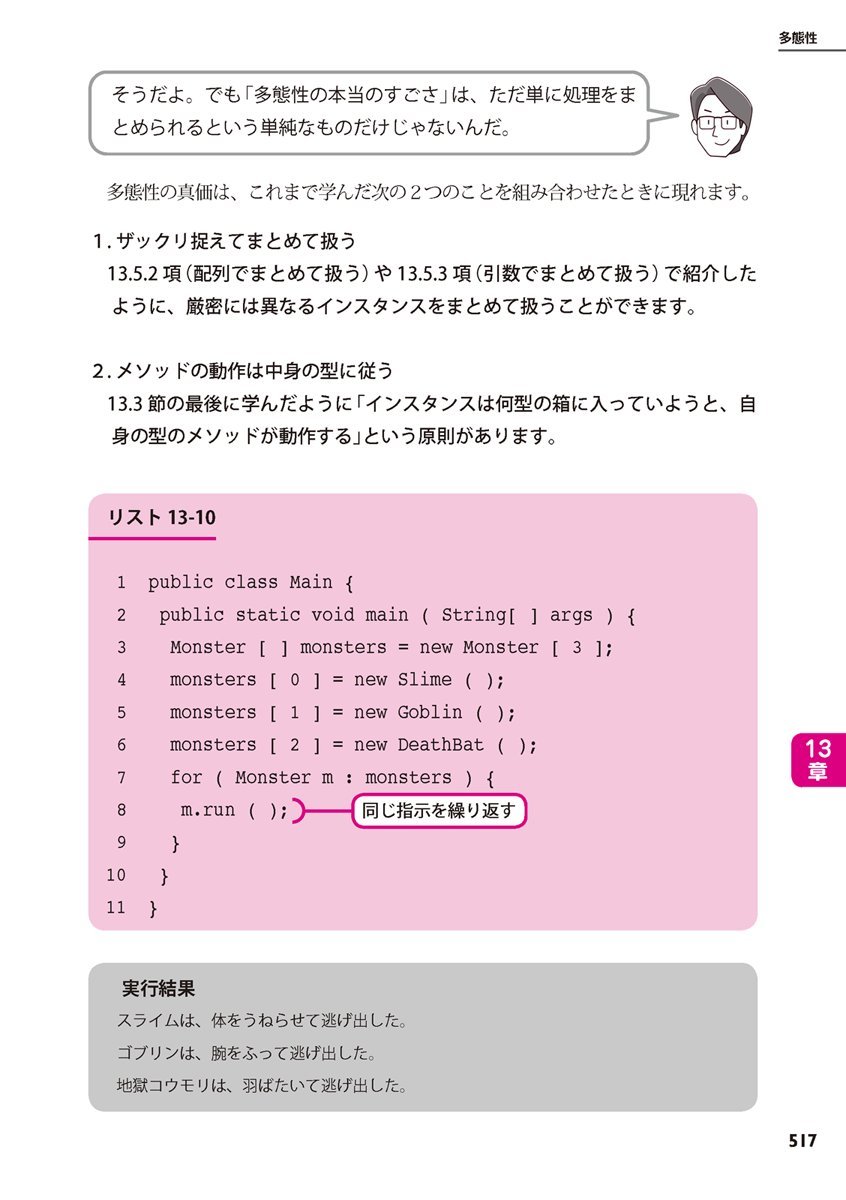 多態性
そうだよ。でも「多態性の本当のすごさ」は、ただ単に処理をま
とめられるという単純なものだけじゃないんだ。
多態性の真価は、これまで学んだ次の２つのことを組み合わせたときに現れます。
１. ザックリ捉えてまとめて扱う
13.5.2 項（配列でまとめて扱う）や 13.5.3 項（引数でまとめて扱う）で紹介した
ように、厳密には異なるインスタンスをまとめて扱うことができます。
２. メソッドの動作は中身の型に従う
13.3 節の最後に学んだように「インスタンスは何型の箱に入っていようと、自
身の型のメソッドが動作する」という原則があります。
リスト 13-10
1 public class Main {
2 public static void main ( String[ ] args ) {
3 Monster [ ] monsters = new Monster [ 3 ];
4 monsters [ 0 ] = new Slime ( );
5 monsters [ 1 ] = new Goblin ( );
6 monsters [ 2 ] = new DeathBat ( );
7 for ( Monster m : monsters ) {
8 m.run ( ); 同じ指示を繰り返す
9 }
10 }
11 }
13
章
実行結果
スライムは、体をうねらせて逃げ出した。
ゴブリンは、腕をふって逃げ出した。
地獄コウモリは、羽ばたいて逃げ出した。
517